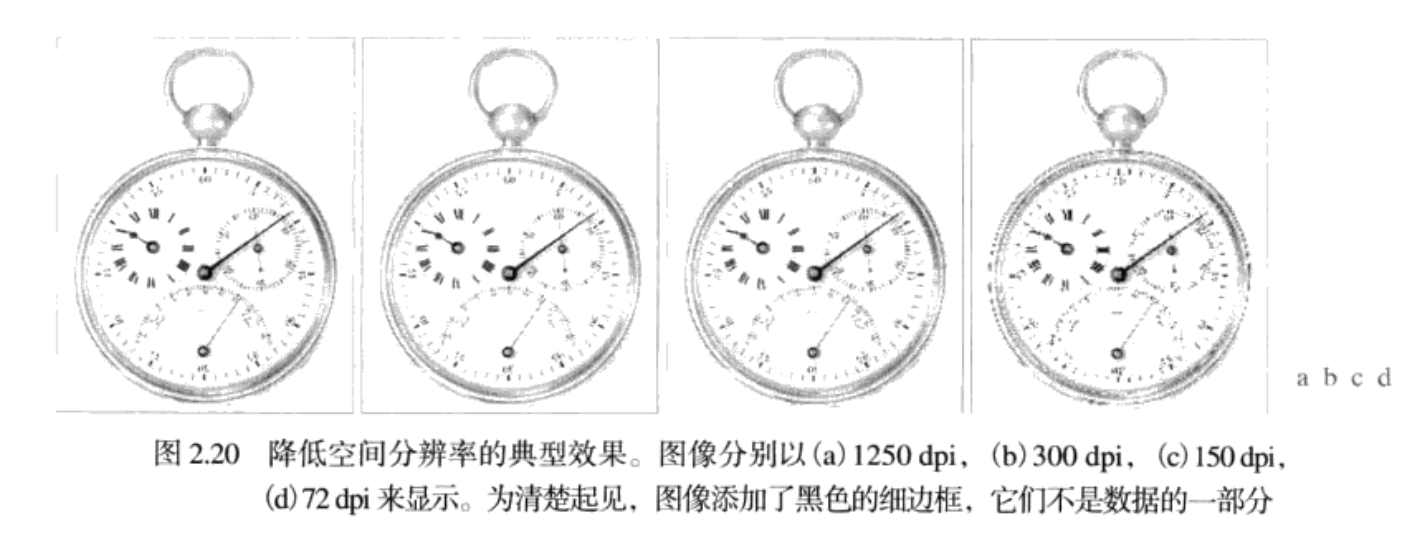 a b c d
图 2.20 降低空间分辨率的典型效果。图像分别以(a) 1250 dpi，(b) 300 dpi，(c) 150 dpi，
(d) 72 dpi 来显示。为清楚起见，图像添加了黑色的细边框，它们不是数据的一部分